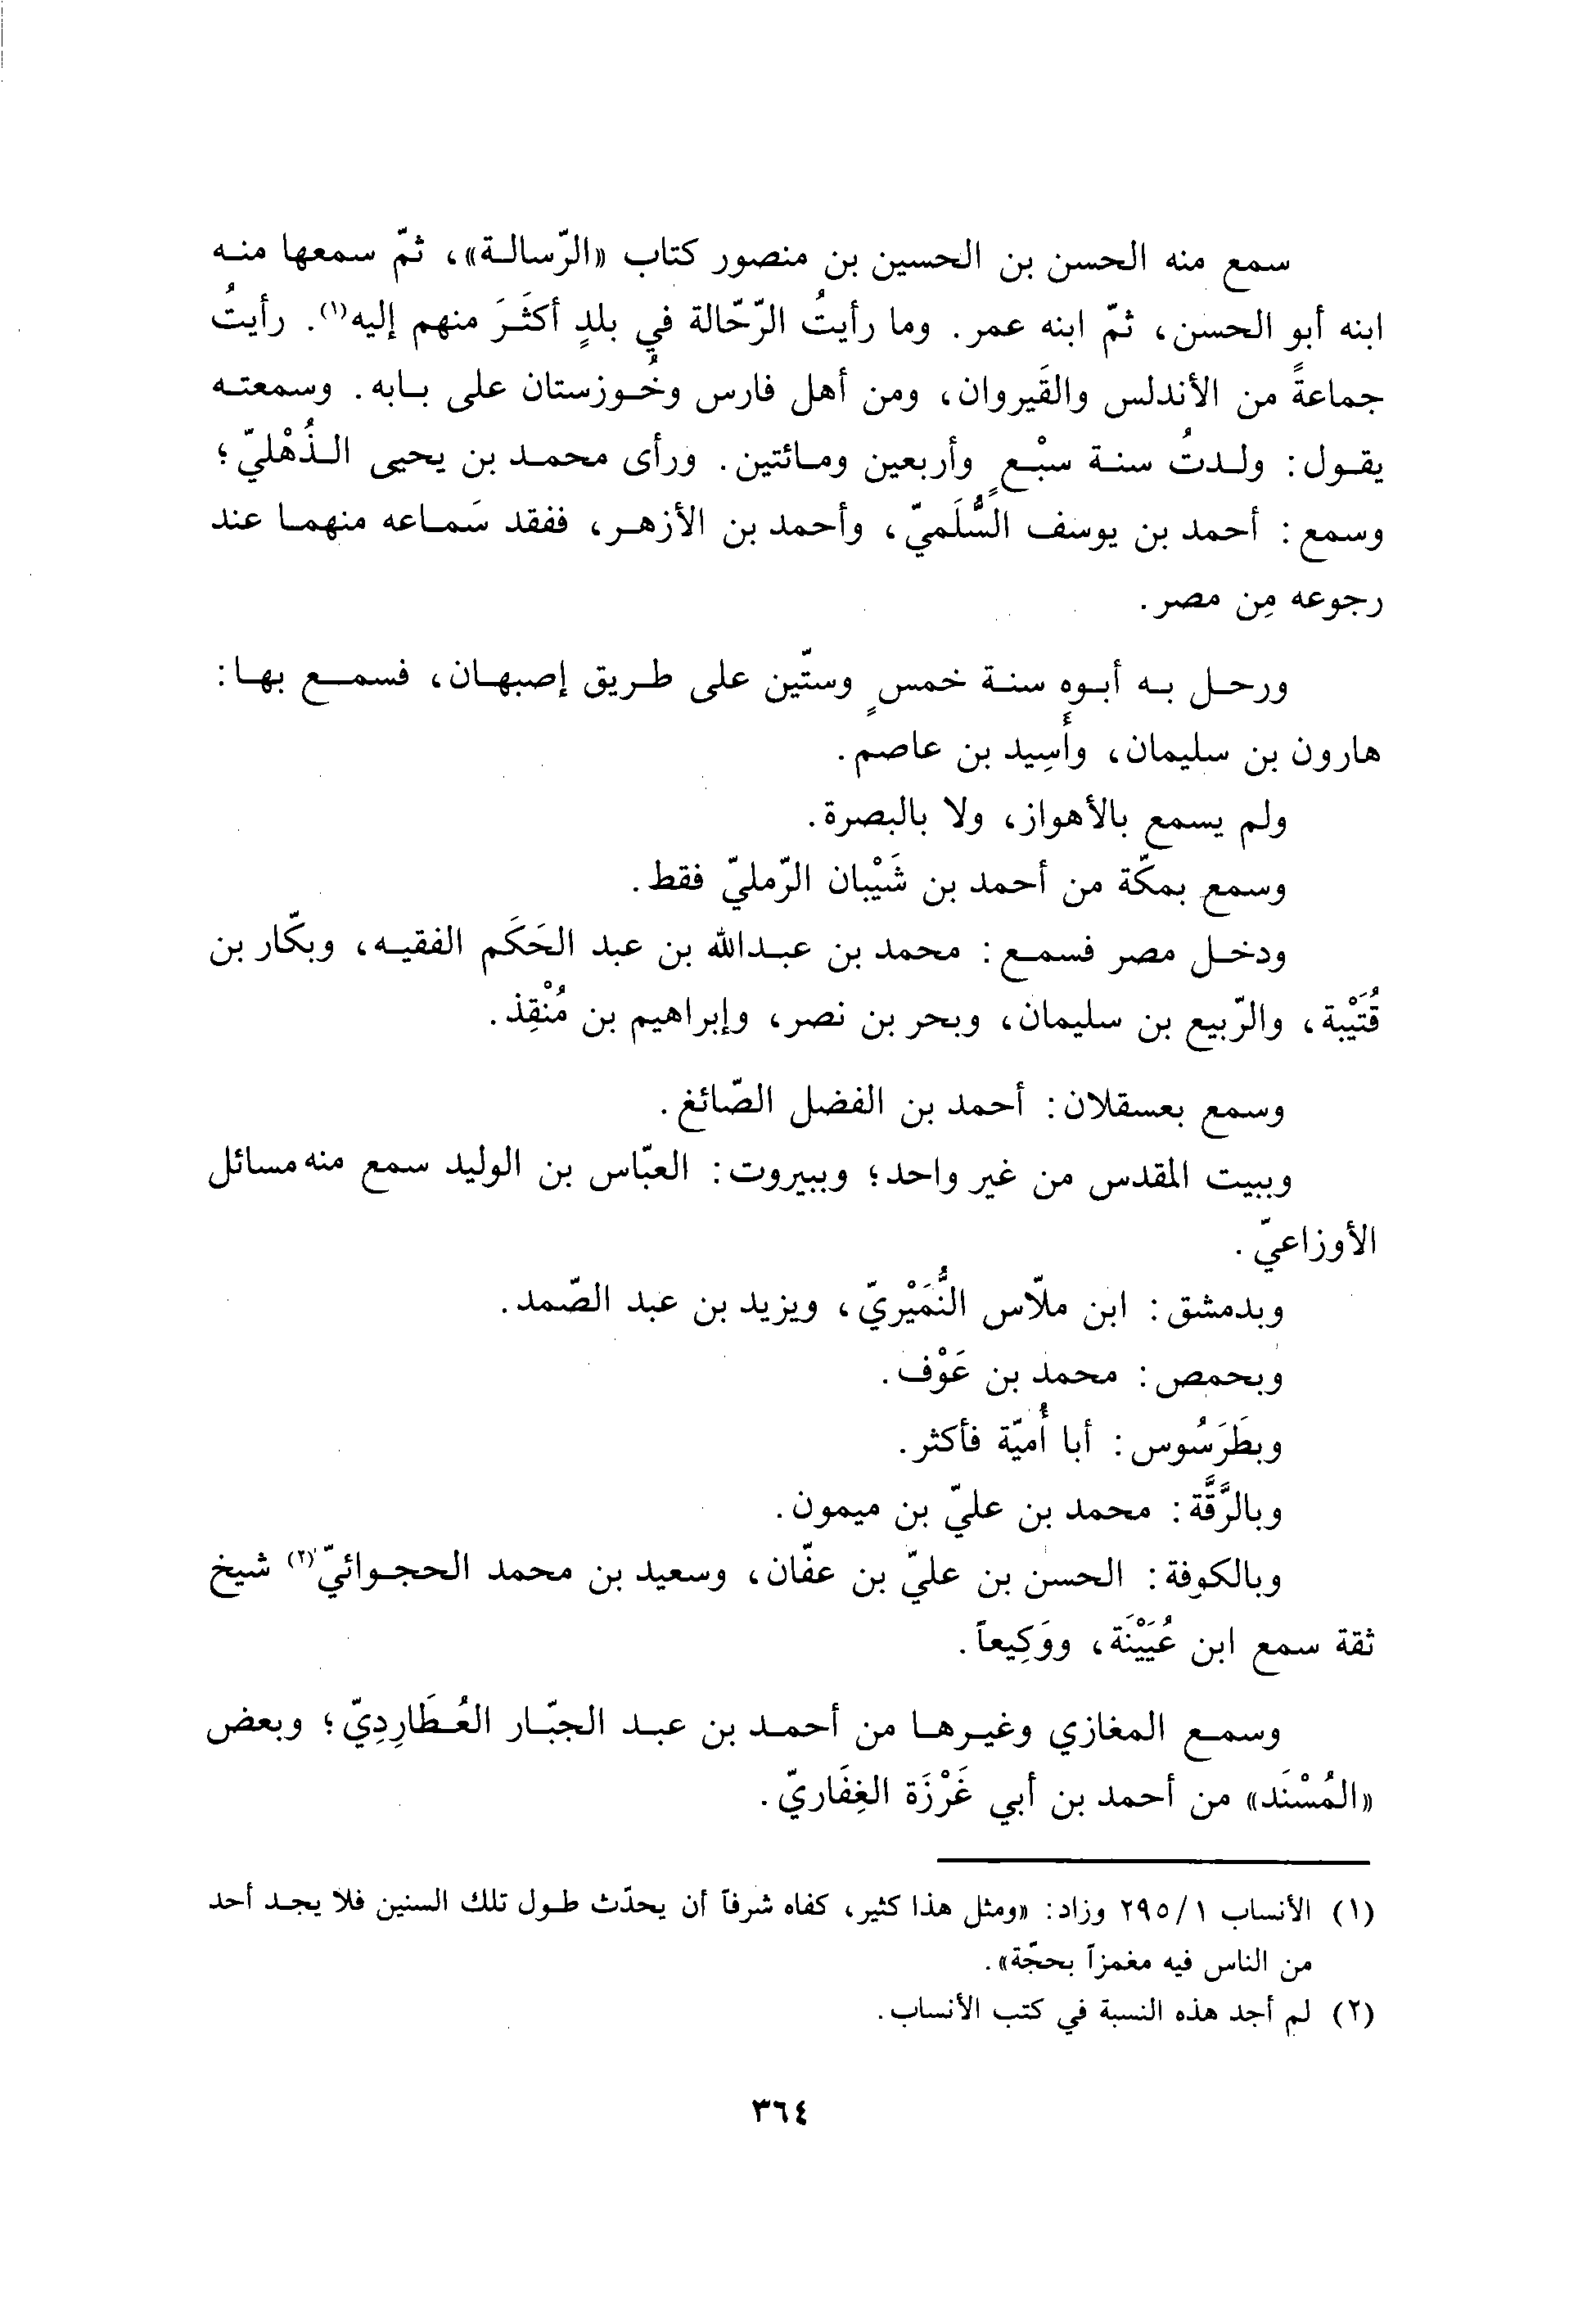 سمع منه الحسن بن الحسين بن منصور كتاب «الرّسالة»، ثمّ سمعها منه
ابنه أبو الحسن، ثمّ ابنه عمر. وما رأيتُ الرّحّالة في بلدٍ أكثَرَ منهم إليه(١). رأيتُ
جماعةً من الأندلس والقَيروان، ومن أهل فارس وخُوزستان على بابه. وسمعته
يقول: ولدتُ سنة سبْعٍ وأربعين ومائتين. ورأى محمد بن يحيى الذُهْليّ؛
وسمع: أحمد بن يوسف السُّلَميّ، وأحمد بن الأزهر، ففقد سَماعه منهما عند
رجوعه مِن مصر.
ورحل به أبوه سنة خمسٍ وستّين على طريق إصبهان، فسمع بها:
هارون بن سليمان، وأَسِيد بن عاصم.
ولم يسمع بالأهواز، ولا بالبصرة.
وسمع بمكّة من أحمد بن شَيْبان الرّمليّ فقط.
ودخل مصر فسمع: محمد بن عبدالله بن عبد الحَكَم الفقيه، وبكّار بن
قُتَيْبة، والرّبيع بن سليمان، وبحر بن نصر، وإبراهيم بن مُنْقِذ.
وسمع بعسقلان: أحمد بن الفضل الصّائغ.
وببيت المقدس من غير واحد؛ وببيروت: العبّاس بن الوليد سمع منه مسائل
الأوزاعيّ.
وبدمشق: ابن ملّاس النُّمَيْريّ، ويزيد بن عبد الصّمد.
وبحمص: محمد بن عَوْف.
وبطَرَسُوس: أبا أُميّة فأكثر.
وبالرَّقَّة: محمد بن عليّ بن ميمون.
وبالكوفة: الحسن بن عليّ بن عفّان، وسعيد بن محمد الحجوائيّ(٢) شيخ
ثقة سمع ابن عُيَيْنَة، ووَكِيعاً.
وسمع المغازي وغيرها من أحمد بن عبد الجبّار العُطَارِدِيّ؛ وبعض
«المُسْنَد» من أحمد بن أبي غَرْزَة الغِفَاريّ.
(١) الأنساب ٢٩٥/١ وزاد: «ومثل هذا كثير، كفاه شرفاً أن يحدّث طول تلك السنين فلا يجد أحد
من الناس فيه مغمزاً بحجّة».
(٢) لم أجد هذه النسبة في كتب الأنساب.
٣٦٤